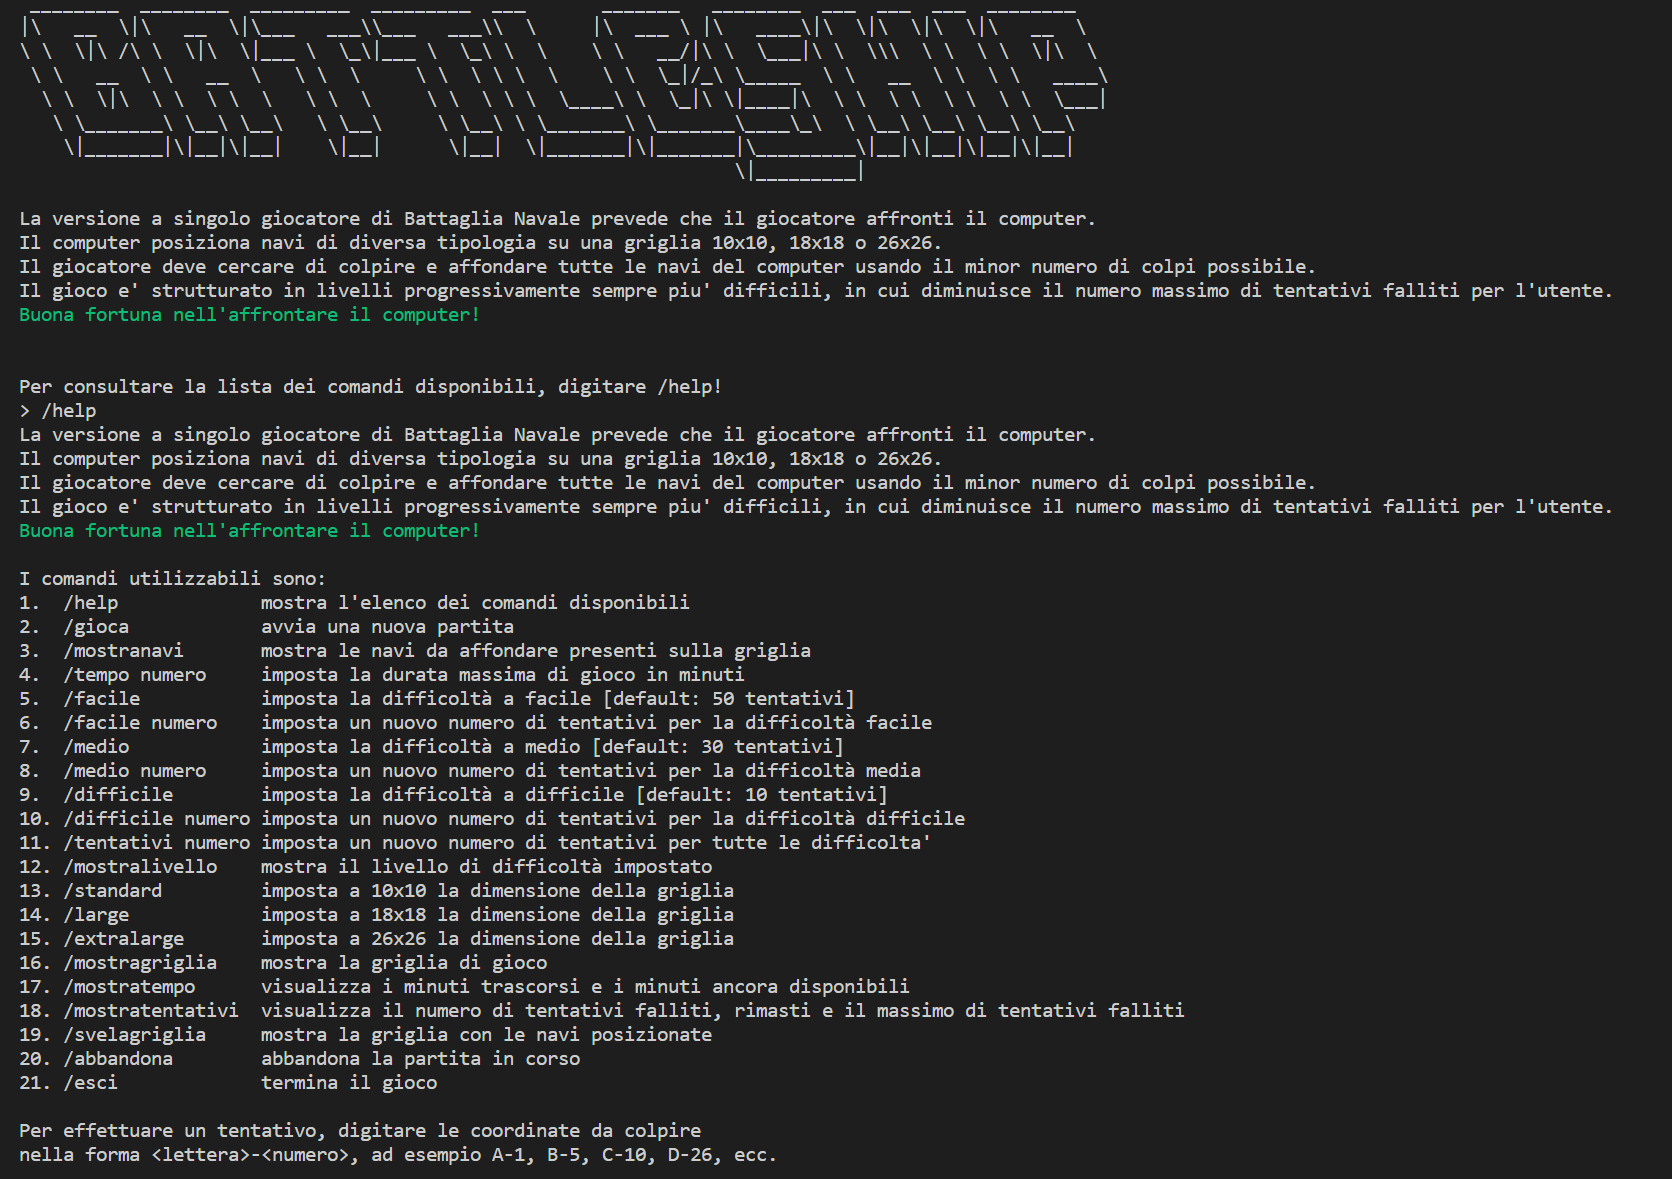 BATTLESHIP
La versione a singolo giocatore di Battaglia Navale prevede che il giocatore affronti il computer.
Il computer posiziona navi di diversa tipologia su una griglia 10x10, 18x18 o 26x26.
Il giocatore deve cercare di colpire e affondare tutte le navi del computer usando il minor numero di colpi possibile.
Il gioco e' strutturato in livelli progressivamente sempre piu' difficili, in cui diminuisce il numero massimo di tentativi falliti per l'utente.
Buona fortuna nell'affrontare il computer!
Per consultare la lista dei comandi disponibili, digitare /help!
> /help
La versione a singolo giocatore di Battaglia Navale prevede che il giocatore affronti il computer.
Il computer posiziona navi di diversa tipologia su una griglia 10x10, 18x18 o 26x26.
Il giocatore deve cercare di colpire e affondare tutte le navi del computer usando il minor numero di colpi possibile.
Il gioco e' strutturato in livelli progressivamente sempre piu' difficili, in cui diminuisce il numero massimo di tentativi falliti per l'utente.
Buona fortuna nell'affrontare il computer!
I comandi utilizzabili sono:
1. /help mostra l'elenco dei comandi disponibili
2. /gioca avvia una nuova partita
3. /mostranavi mostra le navi da affondare presenti sulla griglia
4. /tempo numero imposta la durata massima di gioco in minuti
5. /facile imposta la difficoltà a facile [default: 50 tentativi]
6. /facile numero imposta un nuovo numero di tentativi per la difficoltà facile
7. /medio imposta la difficoltà a medio [default: 30 tentativi]
8. /medio numero imposta un nuovo numero di tentativi per la difficoltà media
9. /difficile imposta la difficoltà a difficile [default: 10 tentativi]
10. /difficile numero imposta un nuovo numero di tentativi per la difficoltà difficile
11. /tentativi numero imposta un nuovo numero di tentativi per tutte le difficolta'
12. /mostralivello mostra il livello di difficoltà impostato
13. /standard imposta a 10x10 la dimensione della griglia
14. /large imposta a 18x18 la dimensione della griglia
15. /extralarge imposta a 26x26 la dimensione della griglia
16. /mostragriglia mostra la griglia di gioco
17. /mostratempo visualizza i minuti trascorsi e i minuti ancora disponibili
18. /mostratentativi visualizza il numero di tentativi falliti, rimasti e il massimo di tentativi falliti
19. /svelagriglia mostra la griglia con le navi posizionate
20. /abbandona abbandona la partita in corso
21. /esci termina il gioco
Per effettuare un tentativo, digitare le coordinate da colpire
nella forma <lettera>-<numero>, ad esempio A-1, B-5, C-10, D-26, ecc.